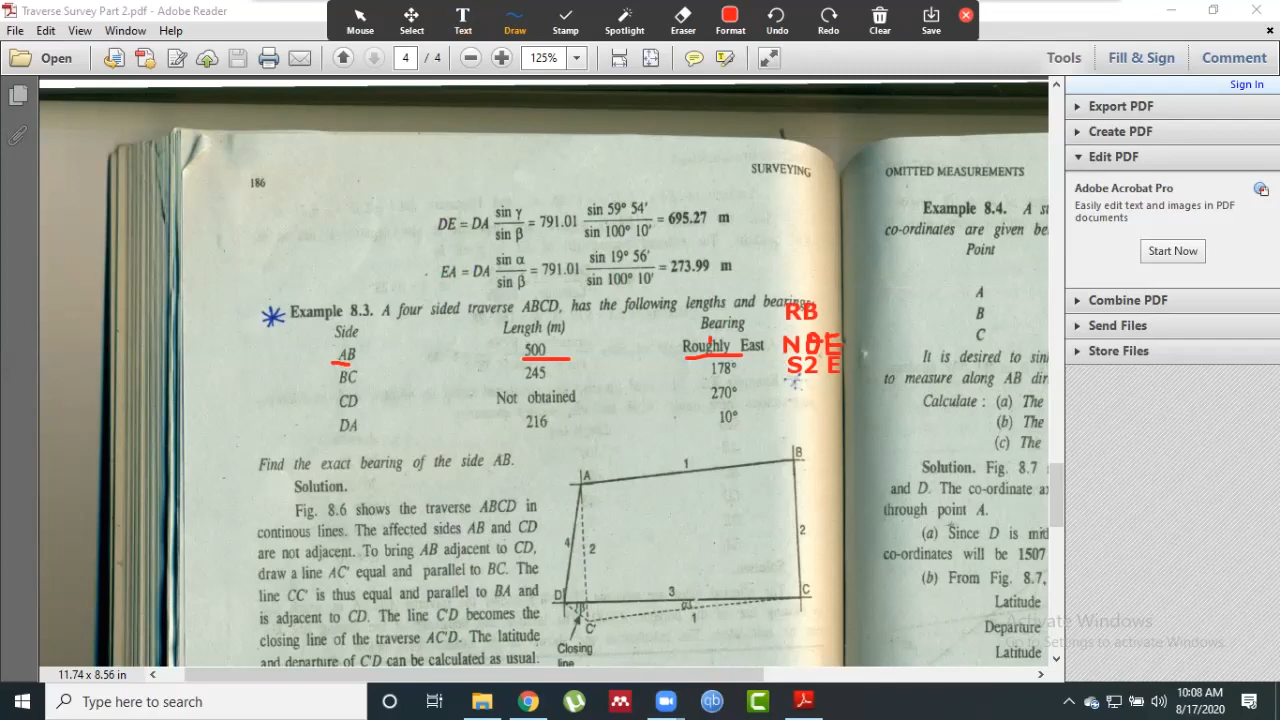 Traverse Survey Part 2.pdf - Adobe Reader
Mouse Select Text Draw Stamp Spotlight Eraser Format Undo Redo Clear Save
File Edit View Window Help
Open 4 / 4 125% Tools Fill & Sign Comment
Sign In
Export PDF
Create PDF
Edit PDF
Adobe Acrobat Pro
Easily edit text and images in PDF
documents
Start Now
Combine PDF
Send Files
Store Files
186 SURVEYING
DE = DA sin γ / sin β = 791.01 sin 59° 54′ / sin 100° 10′ = 695.27 m
EA = DA sin α / sin β = 791.01 sin 19° 56′ / sin 100° 10′ = 273.99 m
Example 8.3. A four sided traverse ABCD, has the following lengths and bearings
Side Length (m) Bearing RB
AB 500 Roughly East N E
BC 245 178° S2 E
CD Not obtained 270°
DA 216 10°
Find the exact bearing of the side AB.
Solution.
Fig. 8.6 shows the traverse ABCD in
continous lines. The affected sides AB and CD
are not adjacent. To bring AB adjacent to CD,
draw a line AC′ equal and parallel to BC. The
line CC′ is thus equal and parallel to BA and
is adjacent to CD. The line C′D becomes the
closing line of the traverse AC′D. The latitude
and departure of C′D can be calculated as usual.
A 1 B
4 2 2
D 3 C
β α 1
C′
Closing
line
OMITTED MEASUREMENTS
Example 8.4. A s
co-ordinates are given be
Point
A
B
C
It is desired to sin
to measure along AB dir
Calculate : (a) The
(b) The
(c) The
Solution. Fig. 8.7
and D. The co-ordinate a
through point A.
(a) Since D is mid
co-ordinates will be 1507
(b) From Fig. 8.7,
Latitude
Departure
Latitude
Activate Windows
Go to Settings to activate Windows.
11.74 x 8.56 in
Type here to search
10:08 AM
8/17/2020